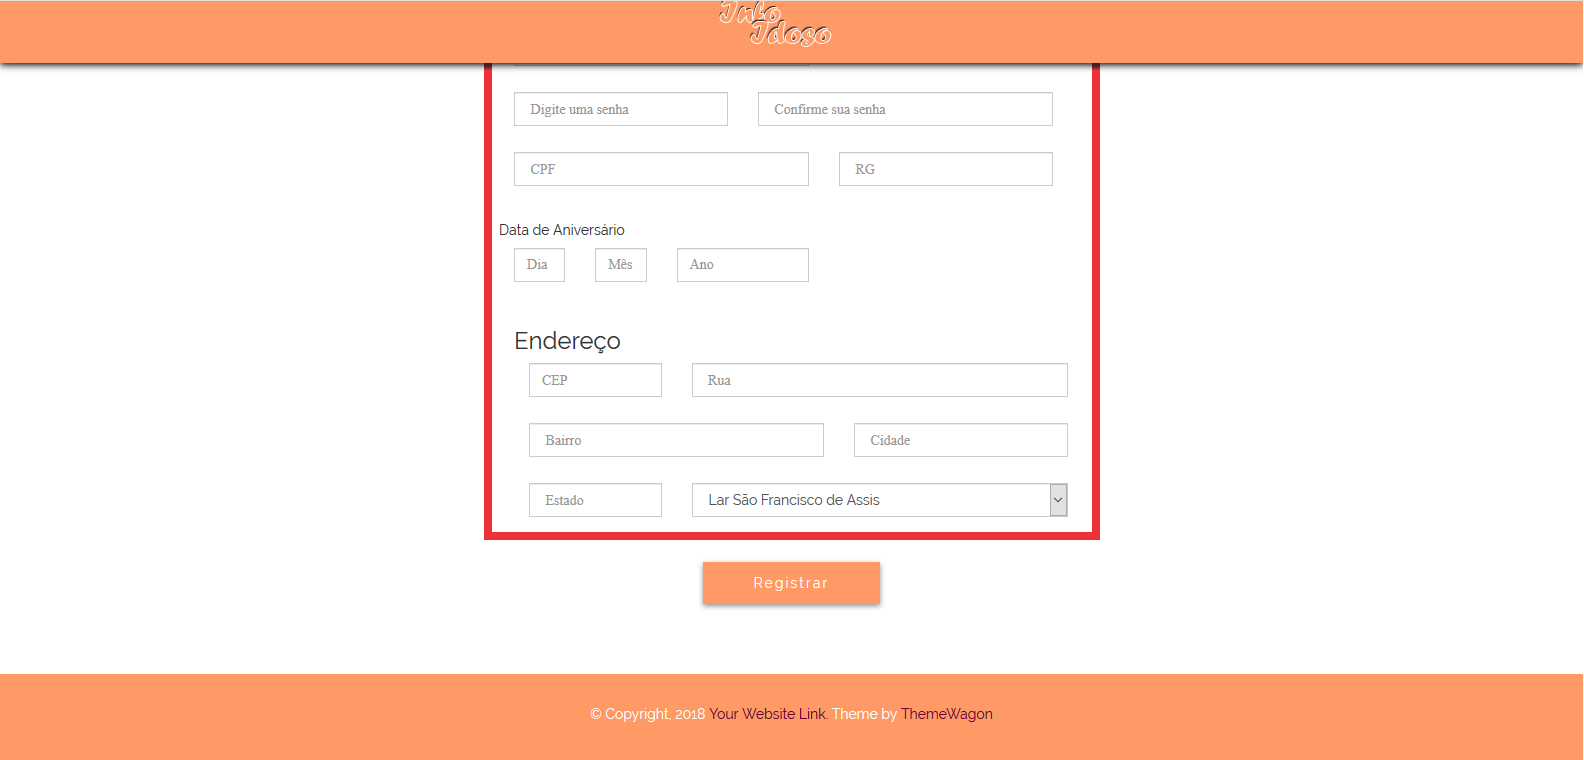 Info
Idoso
Digite uma senha Confirme sua senha
CPF RG
Data de Aniversário
Dia Mês Ano
Endereço
CEP Rua
Bairro Cidade
Estado Lar São Francisco de Assis
Registrar
© Copyright, 2018 Your Website Link. Theme by ThemeWagon